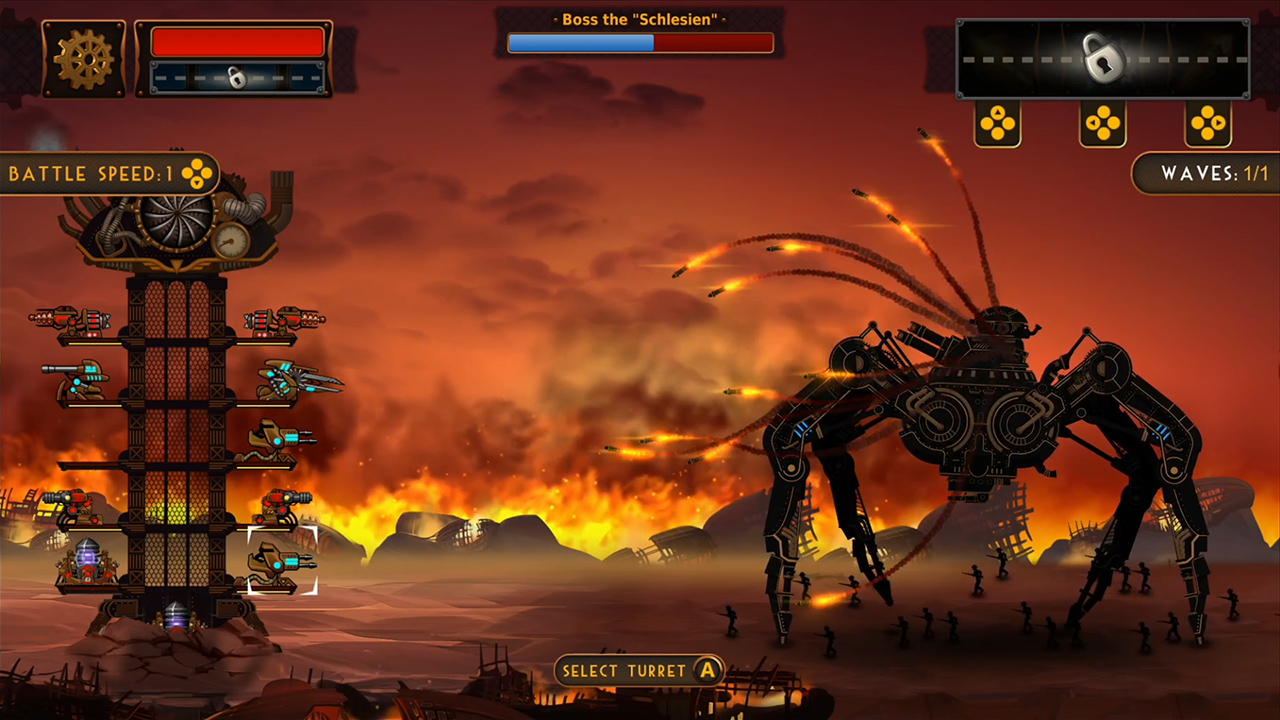 - Boss the "Schlesien" -
BATTLE SPEED:1
WAVES: 1/1
SELECT TURRET A